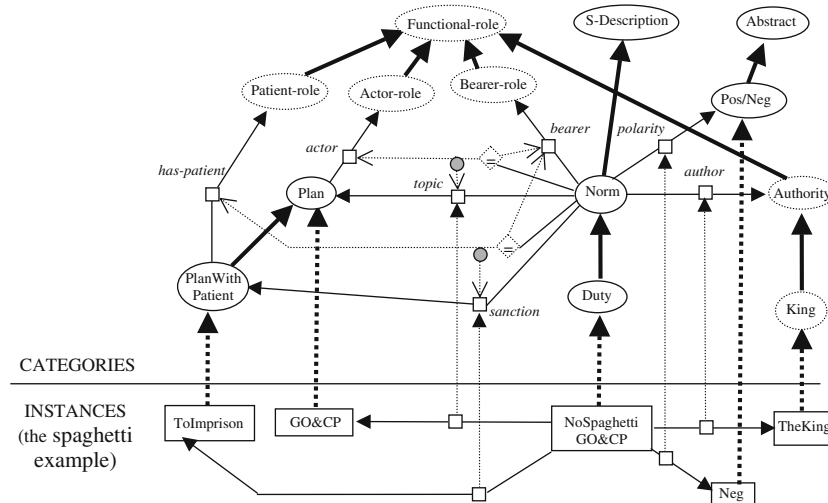 Functional-role
S-Description
Abstract
Patient-role
Actor-role
Bearer-role
Pos/Neg
actor
bearer
polarity
=
has-patient
Plan
topic
Norm
author
Authority
=
PlanWith
Patient
sanction
Duty
King
CATEGORIES
INSTANCES
(the spaghetti
example)
ToImprison
GO&CP
NoSpaghetti
GO&CP
TheKing
Neg